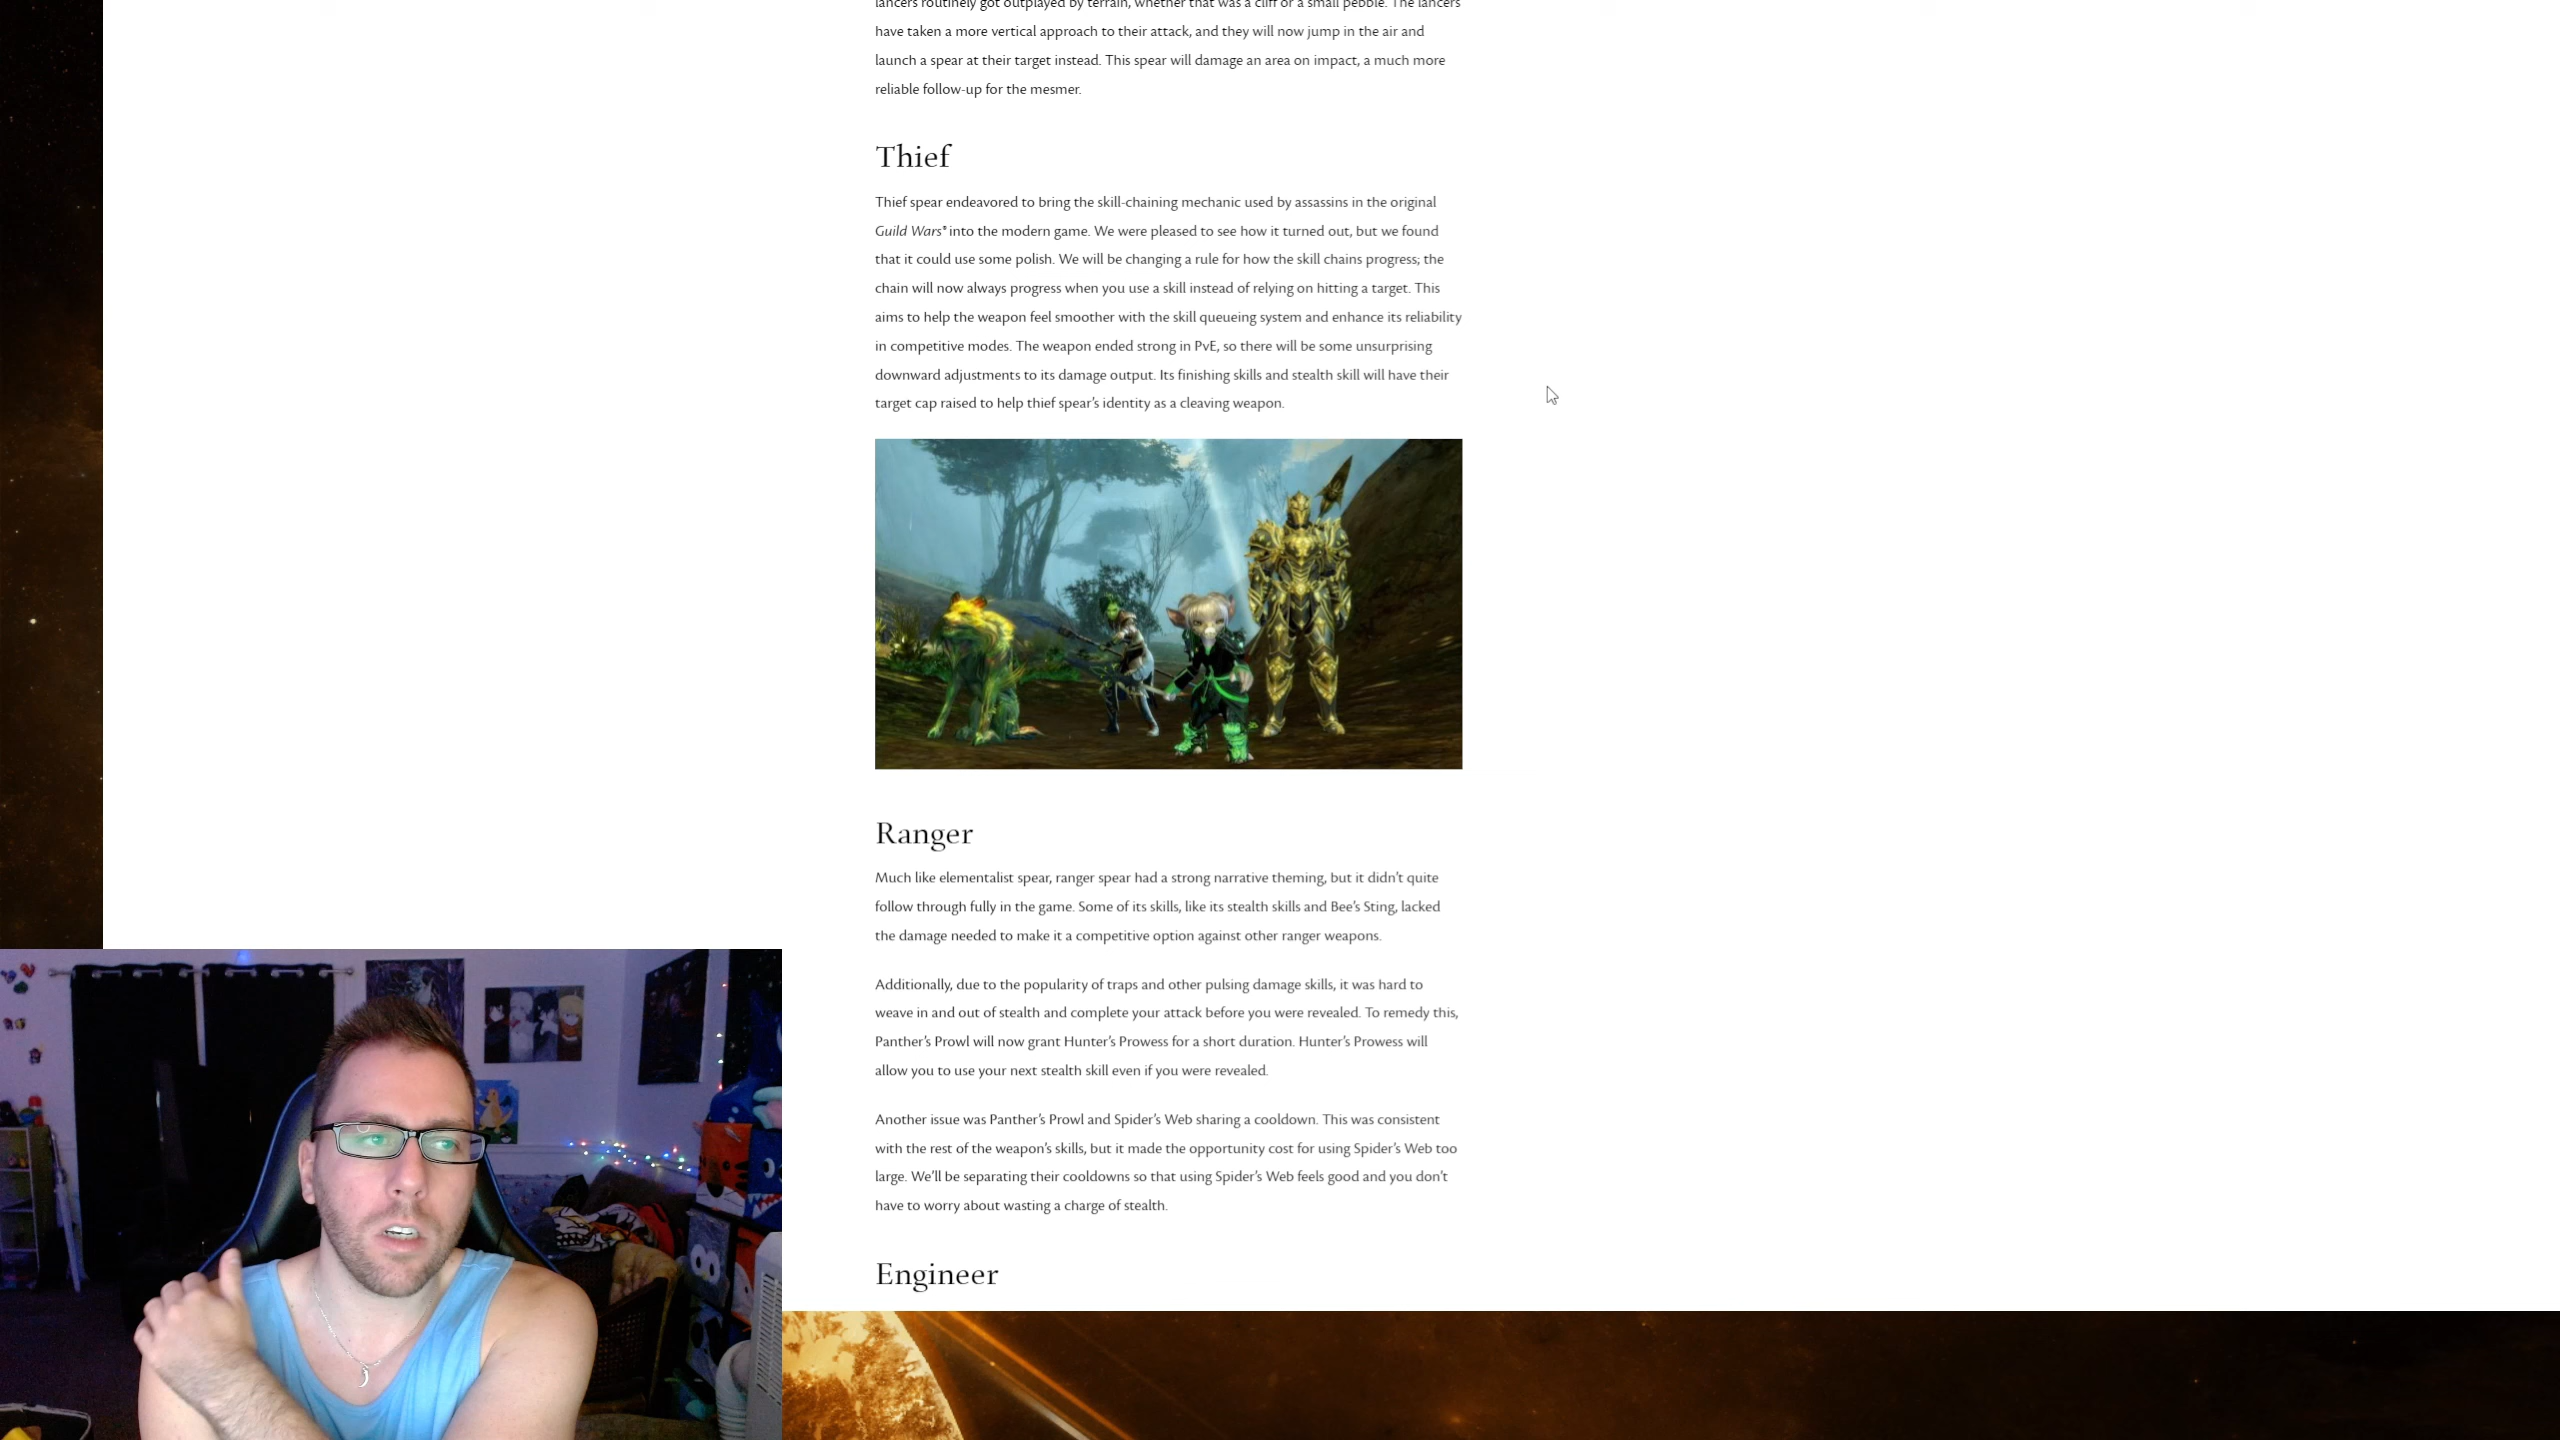 lancers routinely got outplayed by terrain, whether that was a cliff or a small pebble. The lancers
have taken a more vertical approach to their attack, and they will now jump in the air and
launch a spear at their target instead. This spear will damage an area on impact, a much more
reliable follow-up for the mesmer.
Thief
Thief spear endeavored to bring the skill-chaining mechanic used by assassins in the original
Guild Wars® into the modern game. We were pleased to see how it turned out, but we found
that it could use some polish. We will be changing a rule for how the skill chains progress; the
chain will now always progress when you use a skill instead of relying on hitting a target. This
aims to help the weapon feel smoother with the skill queueing system and enhance its reliability
in competitive modes. The weapon ended strong in PvE, so there will be some unsurprising
downward adjustments to its damage output. Its finishing skills and stealth skill will have their
target cap raised to help thief spear’s identity as a cleaving weapon.
Ranger
Much like elementalist spear, ranger spear had a strong narrative theming, but it didn’t quite
follow through fully in the game. Some of its skills, like its stealth skills and Bee’s Sting, lacked
the damage needed to make it a competitive option against other ranger weapons.
Additionally, due to the popularity of traps and other pulsing damage skills, it was hard to
weave in and out of stealth and complete your attack before you were revealed. To remedy this,
Panther’s Prowl will now grant Hunter’s Prowess for a short duration. Hunter’s Prowess will
allow you to use your next stealth skill even if you were revealed.
Another issue was Panther’s Prowl and Spider’s Web sharing a cooldown. This was consistent
with the rest of the weapon’s skills, but it made the opportunity cost for using Spider’s Web too
large. We’ll be separating their cooldowns so that using Spider’s Web feels good and you don’t
have to worry about wasting a charge of stealth.
Engineer